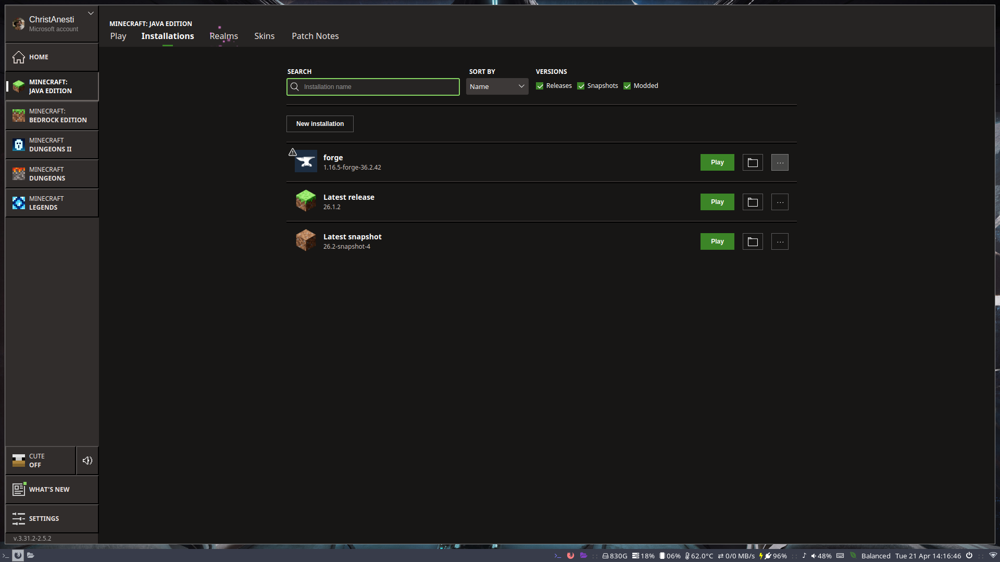 ChristAnesti
Microsoft account
HOME
MINECRAFT:
JAVA EDITION
MINECRAFT:
BEDROCK EDITION
MINECRAFT
DUNGEONS II
MINECRAFT
DUNGEONS
MINECRAFT
LEGENDS
CUTE
OFF
WHAT'S NEW
SETTINGS
v.3.31.2-2.5.2
MINECRAFT: JAVA EDITION
Play Installations Realms Skins Patch Notes
SEARCH SORT BY VERSIONS
Installation name Name Releases Snapshots Modded
New installation
forge
1.16.5-forge-36.2.42
Play ...
Latest release
26.1.2
Play ...
Latest snapshot
26.2-snapshot-4
Play ...
830G 18% 06% 62.0°C 0/0 MB/s 96% 48% Balanced Tue 21 Apr 14:16:46